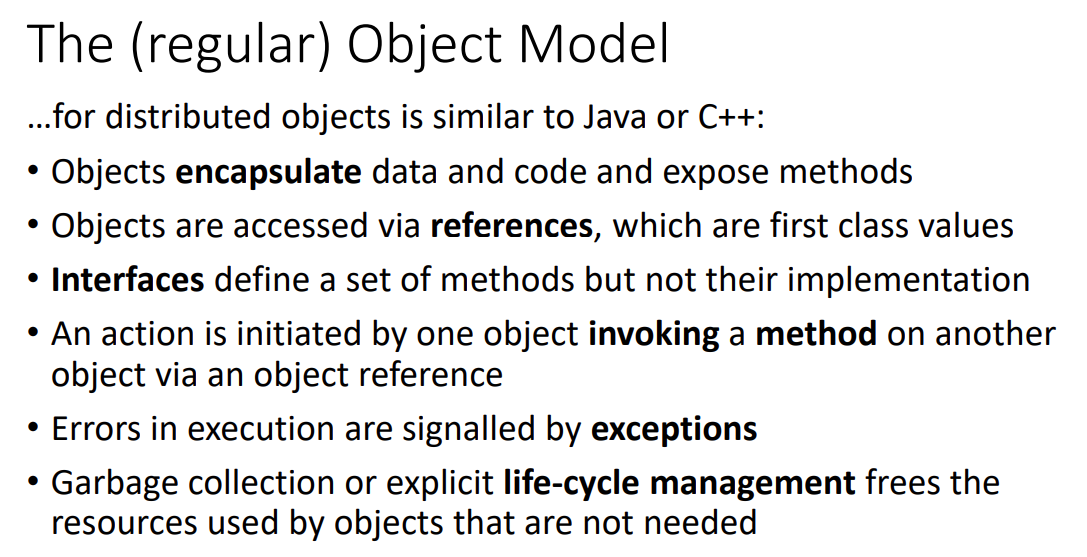 The (regular) Object Model
…for distributed objects is similar to Java or C++:
• Objects encapsulate data and code and expose methods
• Objects are accessed via references, which are first class values
• Interfaces define a set of methods but not their implementation
• An action is initiated by one object invoking a method on another
object via an object reference
• Errors in execution are signalled by exceptions
• Garbage collection or explicit life-cycle management frees the
resources used by objects that are not needed